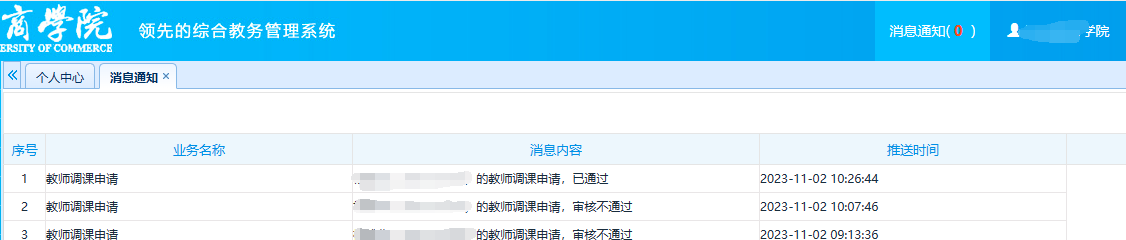 商學院
ERSITY OF COMMERCE
领先的综合教务管理系统
消息通知( 0 )
学院
个人中心
消息通知 ×
序号 业务名称 消息内容 推送时间
1 教师调课申请 的教师调课申请，已通过 2023-11-02 10:26:44
2 教师调课申请 的教师调课申请，审核不通过 2023-11-02 10:07:46
3 教师调课申请 的教师调课申请，审核不通过 2023-11-02 09:13:36